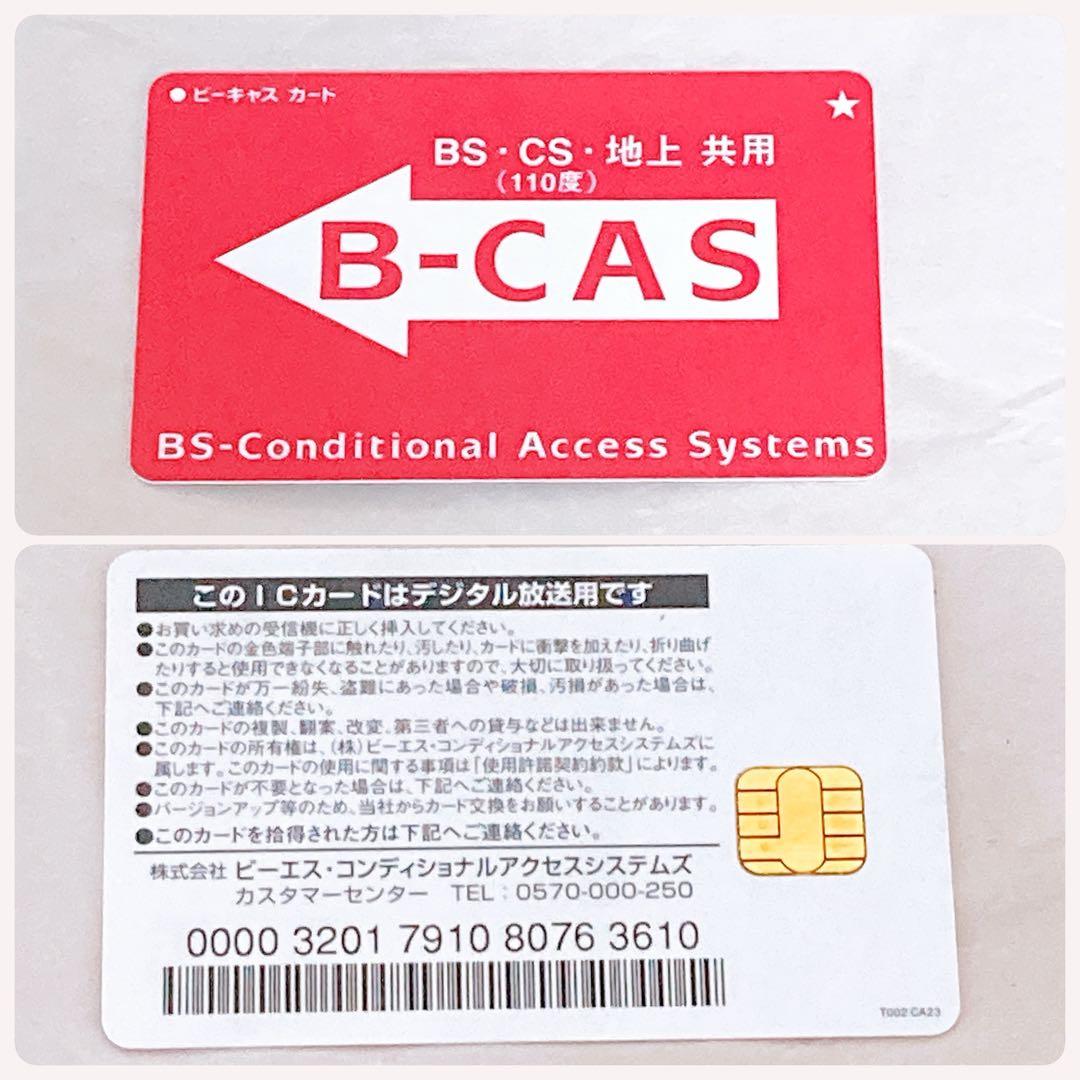 ●ビーキャス カード
★
BS・CS・地上 共用
(110度)
B-CAS
BS-Conditional Access Systems
このICカードはデジタル放送用です
●お買い求めの受信機に正しく挿入してください。
●このカードの金色端子部に触れたり、汚したり、カードに衝撃を加えたり、折り曲げ
たりすると使用できなくなることがありますので、大切に取り扱ってください。
●このカードが万一紛失、盗難にあった場合や破損、汚損があった場合は、
下記へご連絡ください。
●このカードの複製、翻案、改変、第三者への貸与などは出来ません。
●このカードの所有権は、(株)ビーエス・コンディショナルアクセスシステムズに
属します。このカードの使用に関する事項は「使用許諾契約約款」によります。
●このカードが不要となった場合は、下記へご連絡ください。
●バージョンアップ等のため、当社からカード交換をお願いすることがあります。
●このカードを拾得された方は下記へご連絡ください。
株式会社 ビーエス・コンディショナルアクセスシステムズ
カスタマーセンター TEL:0570-000-250
0000 3201 7910 8076 3610
T002 CA23